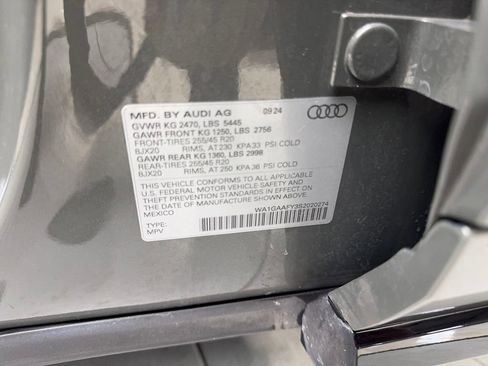 MFD. BY AUDI AG 09 24
GVWR KG 2470, LBS 5445
GAWR FRONT KG 1250, LBS 2756
FRONT-TIRES 255/45 R20
8JX20 RIMS, AT 230 KPA 33 PSI COLD
GAWR REAR KG 1360, LBS 2998
REAR-TIRES 255/45 R20
8JX20 RIMS, AT 250 KPA 36 PSI COLD
THIS VEHICLE CONFORMS TO ALL APPLICABLE
U.S. FEDERAL MOTOR VEHICLE SAFETY AND
THEFT PREVENTION STANDARDS IN EFFECT ON
THE DATE OF MANUFACTURE SHOWN ABOVE
MEXICO
TYPE: WA1GAAFY3S2020274
MPV